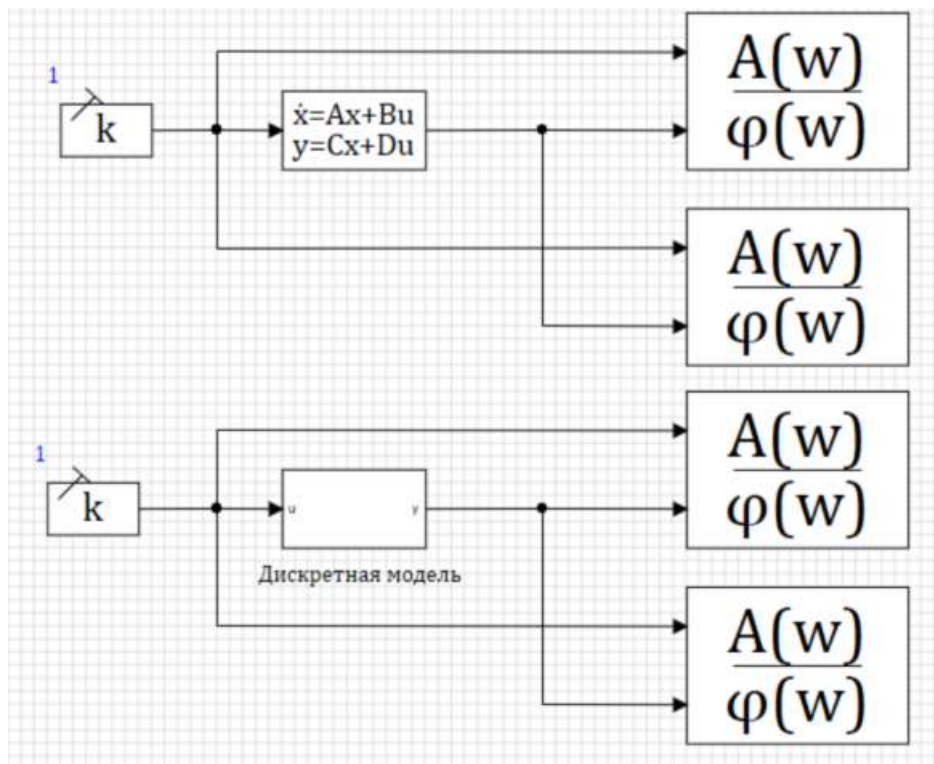 1
k
ẋ=Ax+Bu
y=Cx+Du
A(w)
φ(w)
A(w)
φ(w)
1
k
u
y
Дискретная модель
A(w)
φ(w)
A(w)
φ(w)